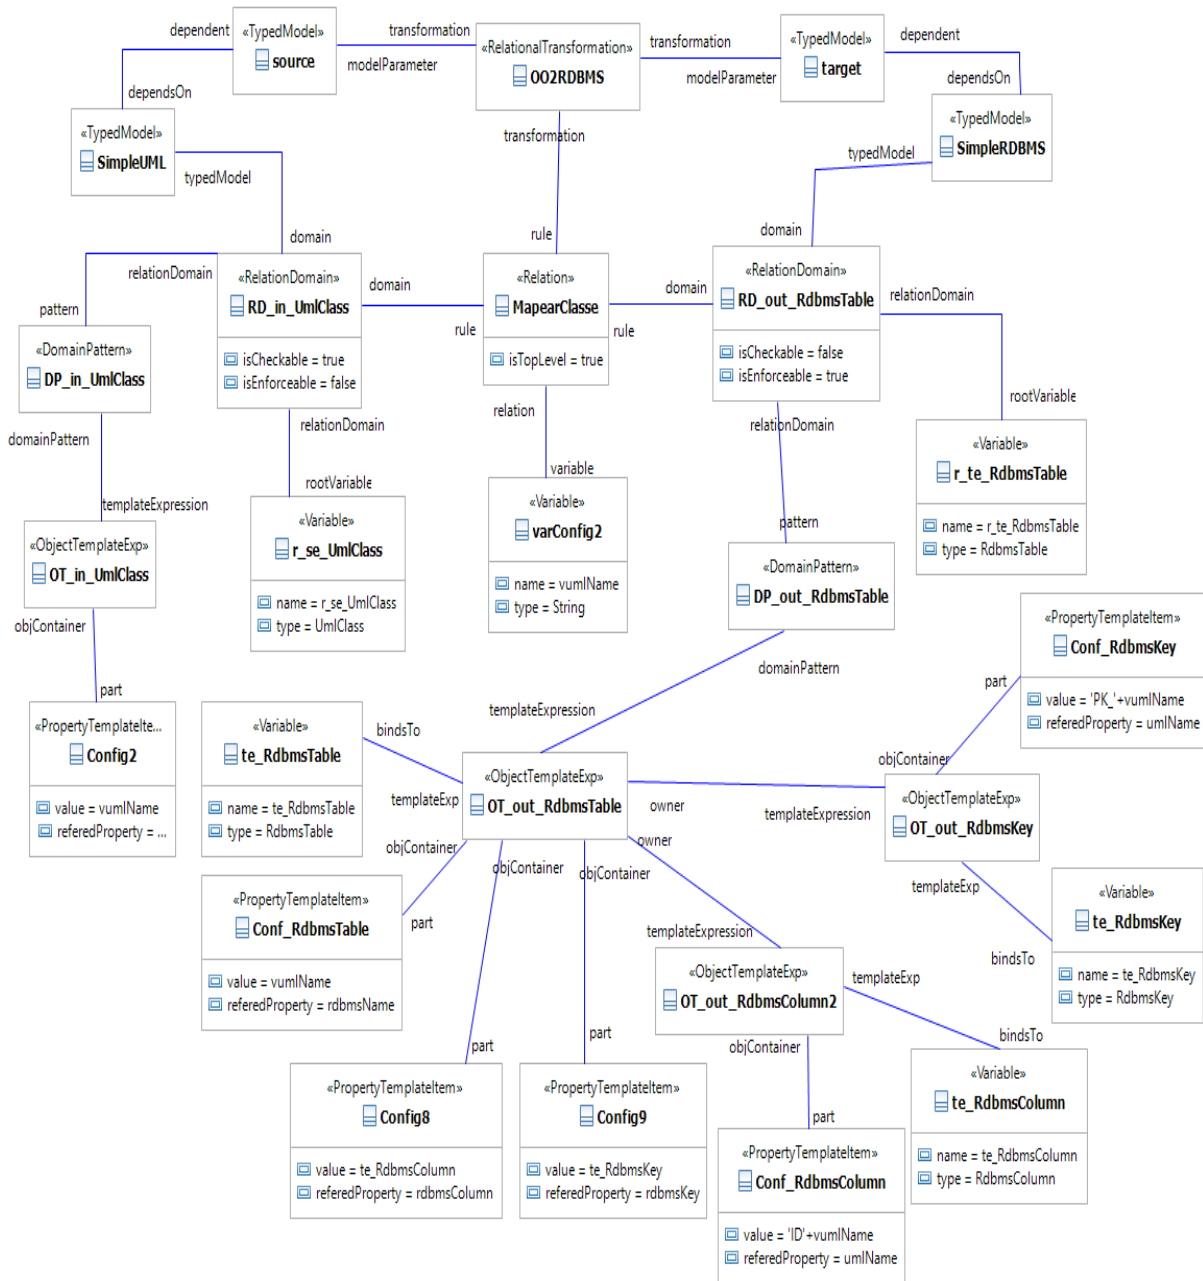 dependent
«TypedModel»
source
transformation
modelParameter
«RelationalTransformation»
OO2RDBMS
transformation
modelParameter
«TypedModel»
target
dependent
dependsOn
dependsOn
«TypedModel»
SimpleUML
typedModel
transformation
«TypedModel»
SimpleRDBMS
typedModel
domain
rule
domain
relationDomain
pattern
«RelationDomain»
RD_in_UmlClass
isCheckable = true
isEnforceable = false
domain
rule
«Relation»
MapearClasse
isTopLevel = true
domain
rule
«RelationDomain»
RD_out_RdbmsTable
isCheckable = false
isEnforceable = true
relationDomain
rootVariable
«DomainPattern»
DP_in_UmlClass
domainPattern
relationDomain
relation
relationDomain
rootVariable
variable
pattern
«Variable»
r_te_RdbmsTable
name = r_te_RdbmsTable
type = RdbmsTable
templateExpression
«ObjectTemplateExp»
OT_in_UmlClass
objContainer
«Variable»
r_se_UmlClass
name = r_se_UmlClass
type = UmlClass
«Variable»
varConfig2
name = vumlName
type = String
«DomainPattern»
DP_out_RdbmsTable
domainPattern
«PropertyTemplateItem»
Conf_RdbmsKey
value = 'PK_'+vumlName
referedProperty = umlName
part
part
objContainer
templateExpression
«PropertyTemplateIte...
Config2
value = vumlName
referedProperty = ...
«Variable»
te_RdbmsTable
name = te_RdbmsTable
type = RdbmsTable
bindsTo
templateExp
«ObjectTemplateExp»
OT_out_RdbmsTable
owner
templateExpression
«ObjectTemplateExp»
OT_out_RdbmsKey
owner
objContainer
objContainer
objContainer
templateExp
«PropertyTemplateItem»
Conf_RdbmsTable
value = vumlName
referedProperty = rdbmsName
part
templateExpression
«ObjectTemplateExp»
OT_out_RdbmsColumn2
templateExp
objContainer
bindsTo
«Variable»
te_RdbmsKey
name = te_RdbmsKey
type = RdbmsKey
part
part
bindsTo
«PropertyTemplateItem»
Config8
value = te_RdbmsColumn
referedProperty = rdbmsColumn
«PropertyTemplateItem»
Config9
value = te_RdbmsKey
referedProperty = rdbmsKey
part
«PropertyTemplateItem»
Conf_RdbmsColumn
value = 'ID'+vumlName
referedProperty = umlName
«Variable»
te_RdbmsColumn
name = te_RdbmsColumn
type = RdbmsColumn